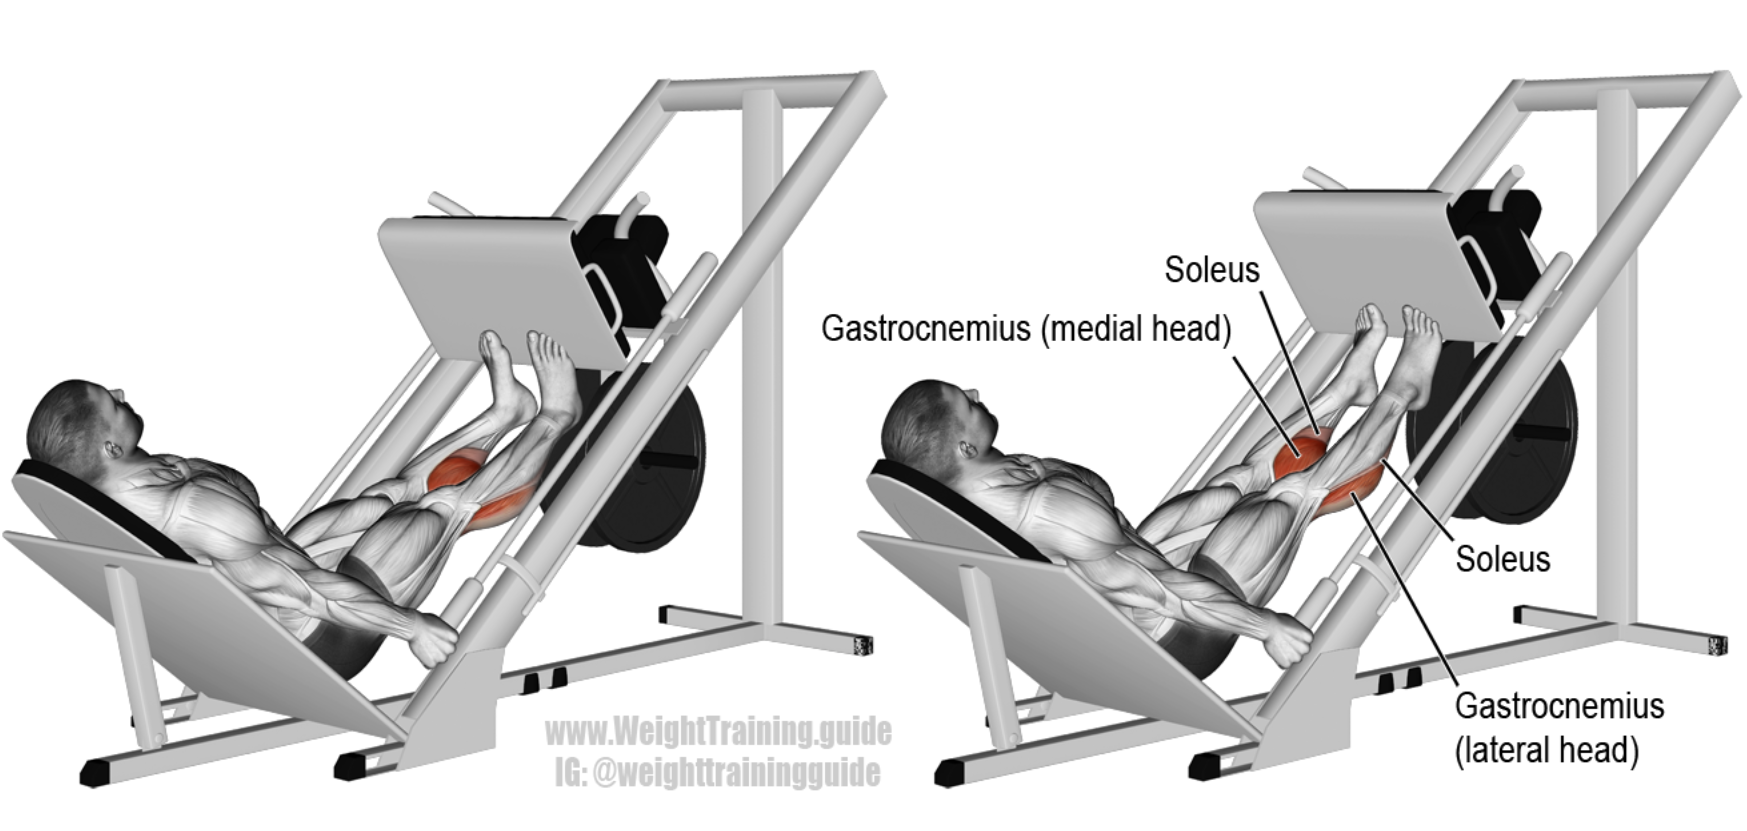 Soleus
Gastrocnemius (medial head)
Soleus
Gastrocnemius
(lateral head)
www.WeightTraining.guide
IG: @weighttrainingguide